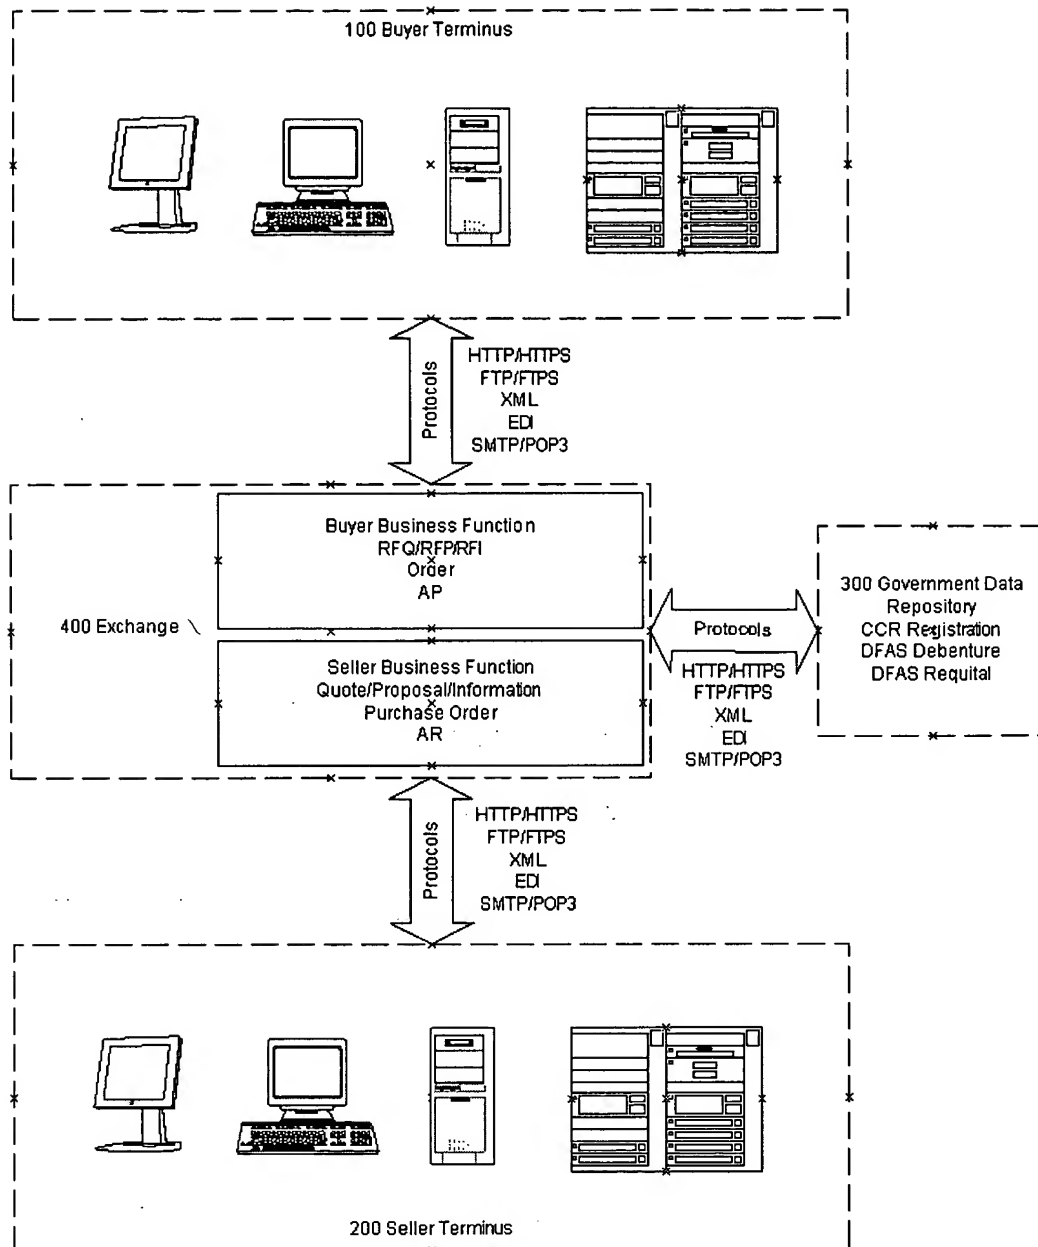 100 Buyer Terminus
Protocols
HTTP/HTTPS
FTP/FTPS
XML
EDI
SMTP/POP3
Buyer Business Function
RFQ/RFP/RFI
Order
AP
400 Exchange
Seller Business Function
Quote/Proposal/Information
Purchase Order
AR
Protocols
HTTP/HTTPS
FTP/FTPS
XML
EDI
SMTP/POP3
300 Government Data
Repository
CCR Registration
DFAS Debenture
DFAS Requital
Protocols
HTTP/HTTPS
FTP/FTPS
XML
EDI
SMTP/POP3
200 Seller Terminus